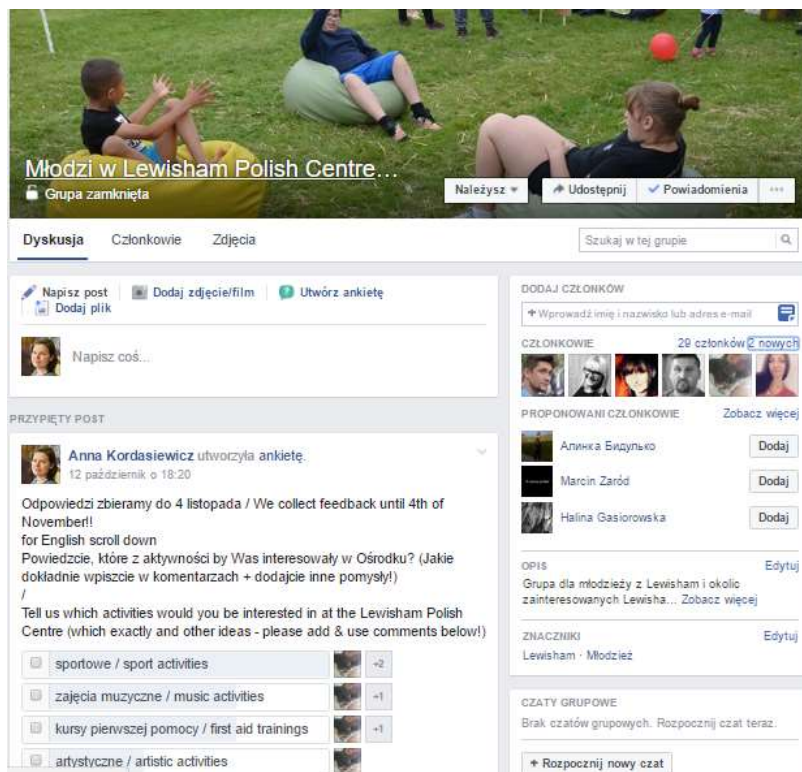 Młodzi w Lewisham Polish Centre...
Grupa zamknięta
Należysz
Udostępnij
Powiadomienia
Dyskusja
Członkowie
Zdjęcia
Szukaj w tej grupie
Napisz post
Dodaj zdjęcie/film
Utwórz ankietę
Dodaj plik
Napisz coś...
PRZYPIĘTY POST
Anna Kordasiewicz utworzyła ankietę.
12 październik o 18:20
Odpowiedzi zbieramy do 4 listopada / We collect feedback until 4th of
November!!
for English scroll down
Powiedzcie, które z aktywności by Was interesowały w Ośrodku? (Jakie
dokładnie wpiszcie w komentarzach + dodajcie inne pomysły!)
/
Tell us which activities would you be interested in at the Lewisham Polish
Centre (which exactly and other ideas - please add & use comments below!)
sportowe / sport activities
+2
zajęcia muzyczne / music activities
+1
kursy pierwszej pomocy / first aid trainings
+1
artystyczne / artistic activities
DODAJ CZŁONKÓW
+ Wprowadź imię i nazwisko lub adres e-mail
CZŁONKOWIE
29 członków (2 nowych)
PROPONOWANI CZŁONKOWIE
Zobacz więcej
Алинка Бидулько
Dodaj
Marcin Zaród
Dodaj
Halina Gasiorowska
Dodaj
OPIS
Edytuj
Grupa dla młodzieży z Lewisham i okolic
zainteresowanych Lewisha... Zobacz więcej
ZNACZNIKI
Edytuj
Lewisham · Młodzież
CZATY GRUPOWE
Brak czatów grupowych. Rozpocznij czat teraz.
+ Rozpocznij nowy czat